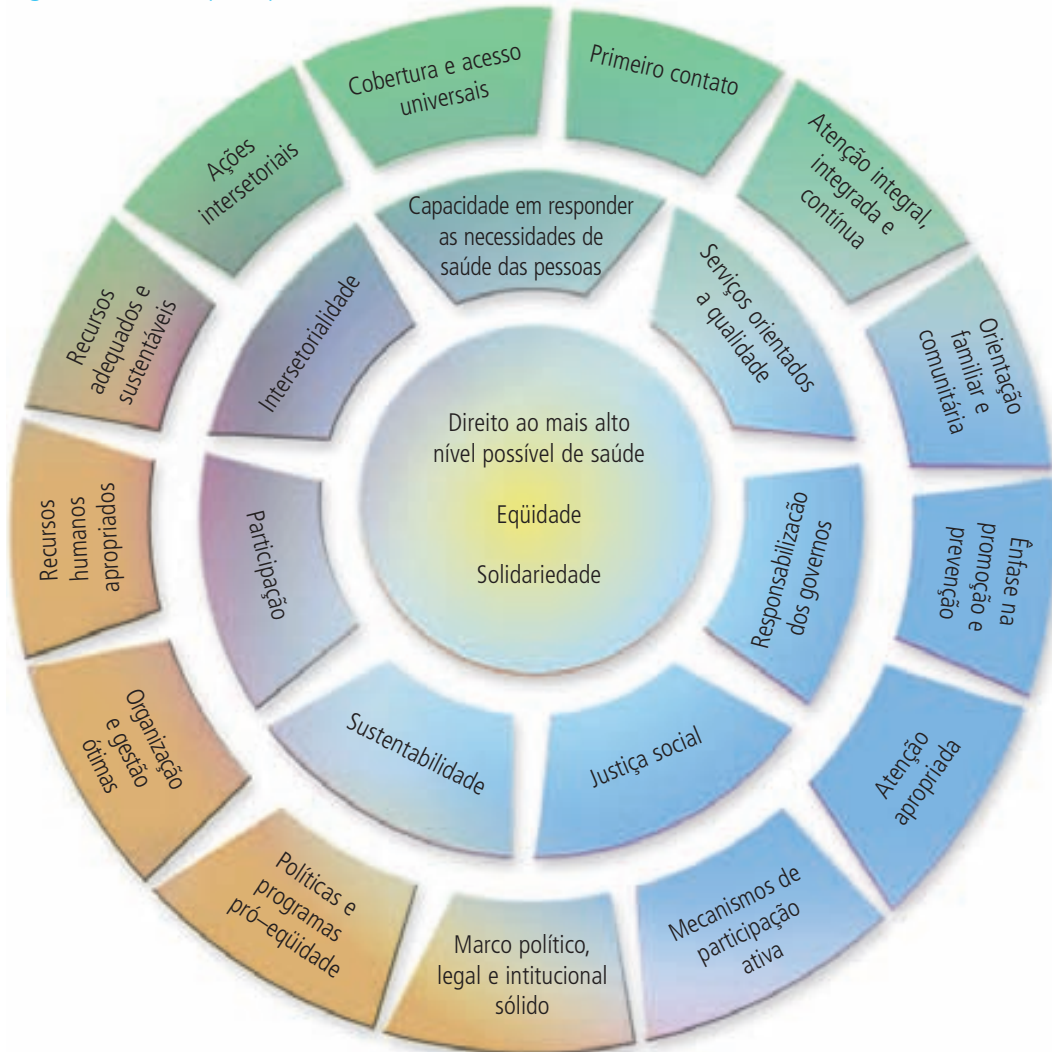 Cobertura e acesso
universais
Primeiro contato
Atenção integral,
integrada e
contínua
Orientação
familiar e
comunitária
Ênfase na
promoção e
prevenção
Atenção
apropriada
Mecanismos de
participação
ativa
Marco político,
legal e intitucional
sólido
Políticas e
programas
pró–eqüidade
Organização
e gestão
ótimas
Recursos
humanos
apropriados
Recursos
adequados e
sustentáveis
Ações
intersetoriais
Capacidade em responder
as necessidades de
saúde das pessoas
Serviços orientados
a qualidade
Responsabilização
dos governos
Justiça social
Sustentabilidade
Participação
Intersetorialidade
Direito ao mais alto
nível possível de saúde
Eqüidade
Solidariedade